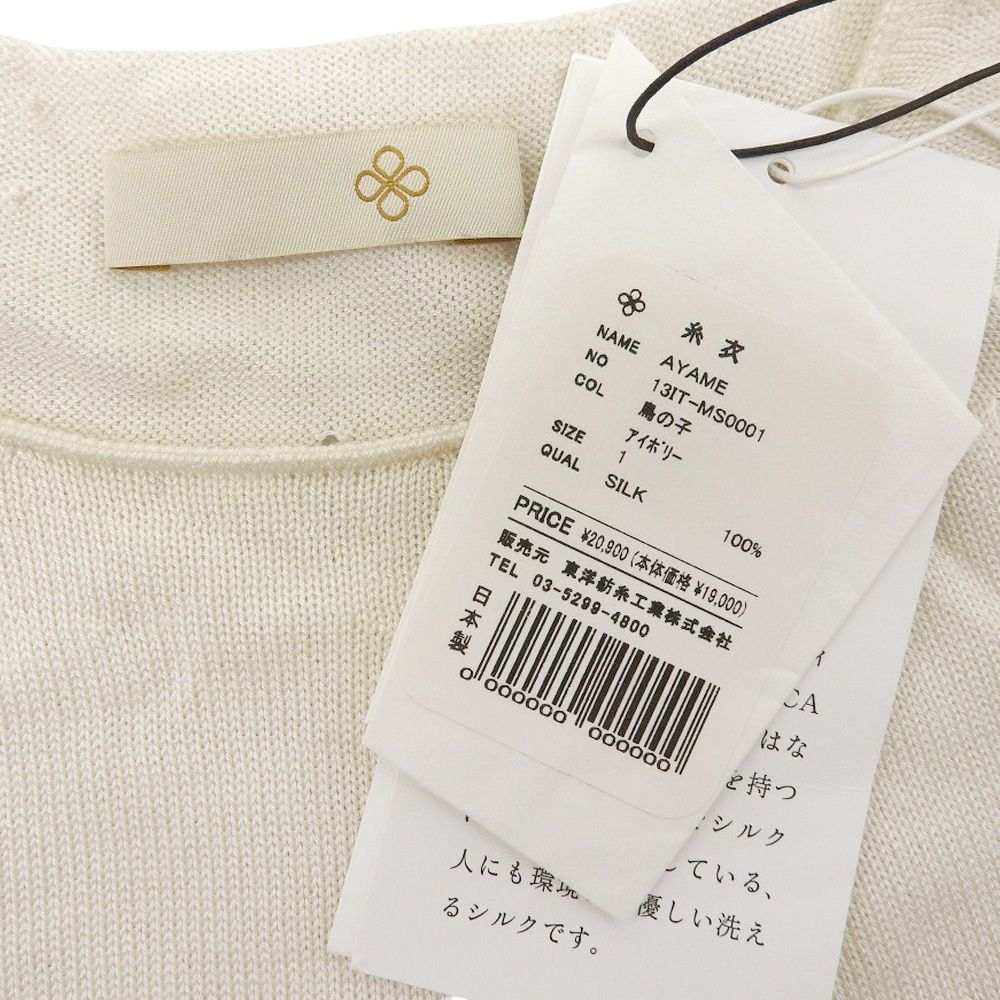 糸衣
NAME AYAME
NO 13IT-MS0001
COL 鳥の子
アイボリー
SIZE 1
QUAL SILK 100%
PRICE ¥20,900(本体価格 ¥19,000)
販売元 東洋紡糸工業株式会社
TEL 03-5299-4800
日本製
0 000000 000000
ィ
CA
はな
を持つ
シルク
人にも環境 している、
優しい洗え
るシルクです。